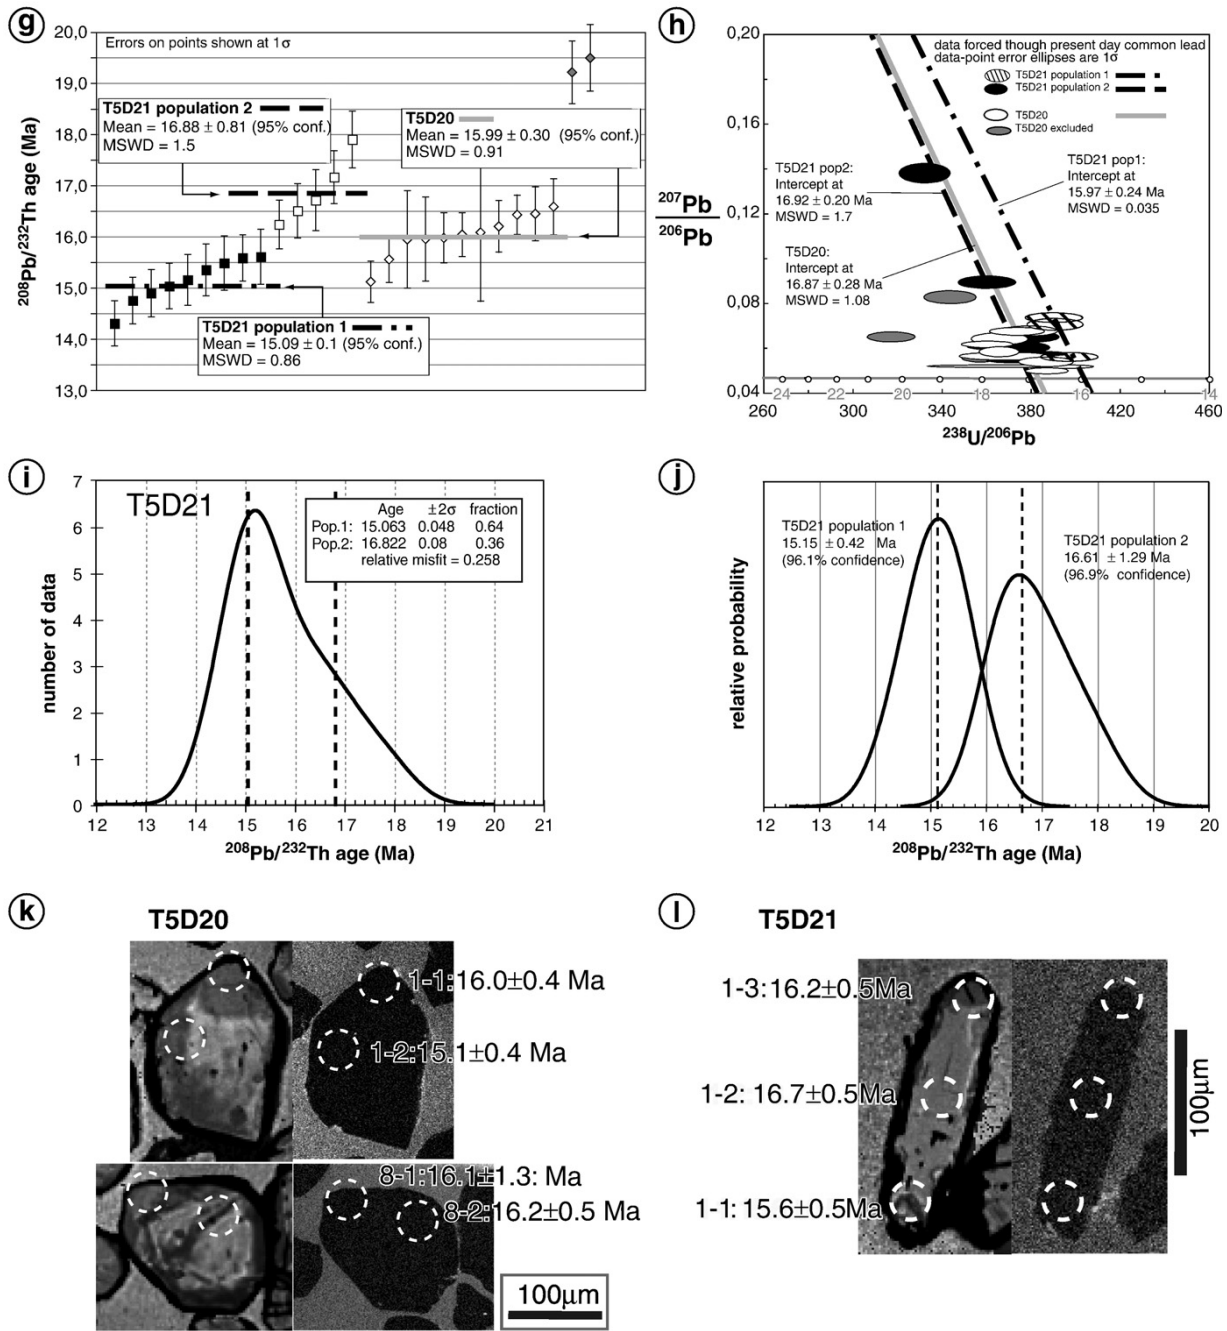 g
20,0
19,0
18,0
17,0
16,0
15,0
14,0
13,0
208Pb/232Th age (Ma)
Errors on points shown at 1σ
T5D21 population 2
Mean = 16.88 ± 0.81 (95% conf.)
MSWD = 1.5
T5D20
Mean = 15.99 ± 0.30 (95% conf.)
MSWD = 0.91
T5D21 population 1
Mean = 15.09 ± 0.1 (95% conf.)
MSWD = 0.86
h
0,20
0,16
0,12
0,08
0,04
207Pb
206Pb
data forced though present day common lead
data-point error ellipses are 1σ
T5D21 population 1
T5D21 population 2
T5D20
T5D20 excluded
T5D21 pop2:
Intercept at
16.92 ± 0.20 Ma
MSWD = 1.7
T5D21 pop1:
Intercept at
15.97 ± 0.24 Ma
MSWD = 0.035
T5D20:
Intercept at
16.87 ± 0.28 Ma
MSWD = 1.08
24 22 20 18 16 14
260 300 340 380 420 460
238U/206Pb
i
T5D21
7
6
5
4
3
2
1
0
number of data
Age ±2σ fraction
Pop.1: 15.063 0.048 0.64
Pop.2: 16.822 0.08 0.36
relative misfit = 0.258
12 13 14 15 16 17 18 19 20 21
208Pb/232Th age (Ma)
j
relative probability
T5D21 population 1
15.15 ± 0.42 Ma
(96.1% confidence)
T5D21 population 2
16.61 ± 1.29 Ma
(96.9% confidence)
12 13 14 15 16 17 18 19 20
208Pb/232Th age (Ma)
k
T5D20
1-1:16.0±0.4 Ma
1-2:15.1±0.4 Ma
8-1:16.1±1.3: Ma
8-2:16.2±0.5 Ma
100μm
l
T5D21
1-3: 16.2±0.5Ma
1-2: 16.7±0.5Ma
1-1: 15.6±0.5Ma
100μm